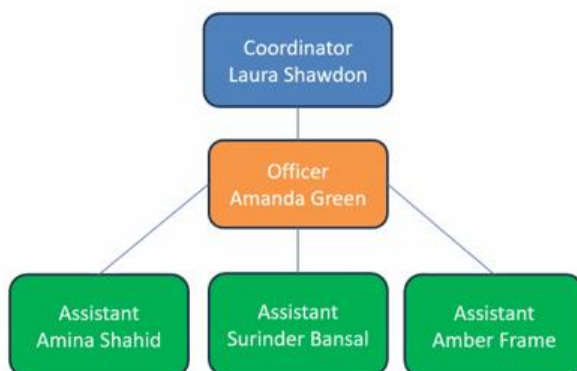 Coordinator
Laura Shawdon
Officer
Amanda Green
Assistant
Amina Shahid
Assistant
Surinder Bansal
Assistant
Amber Frame